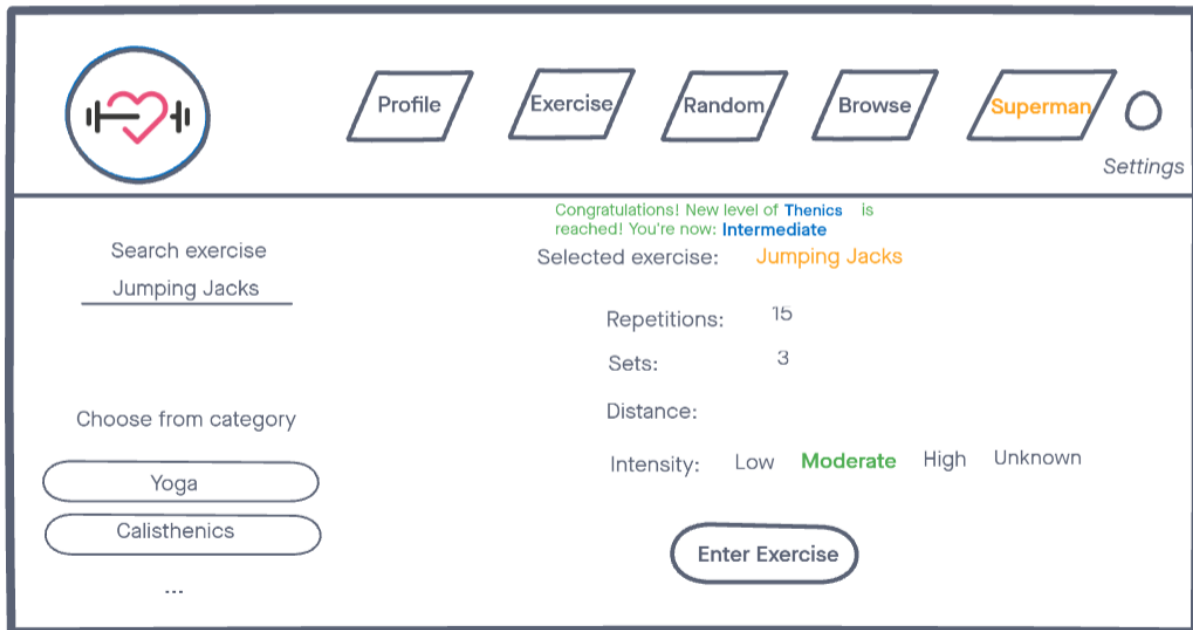 Profile
Exercise
Random
Browse
Superman
Settings
Search exercise
Jumping Jacks
Choose from category
Yoga
Calisthenics
...
Congratulations! New level of Thenics is
reached! You're now: Intermediate
Selected exercise: Jumping Jacks
Repetitions: 15
Sets: 3
Distance:
Intensity: Low Moderate High Unknown
Enter Exercise